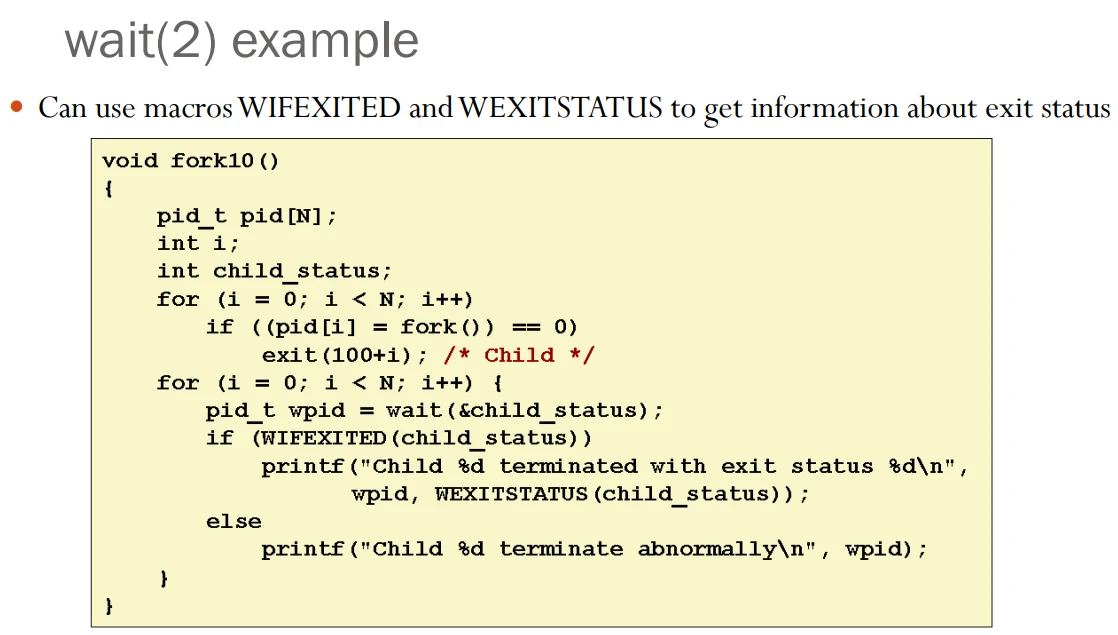 wait(2) example
• Can use macros WIFEXITED and WEXITSTATUS to get information about exit status
void fork10()
{
    pid_t pid[N];
    int i;
    int child_status;
    for (i = 0; i < N; i++)
        if ((pid[i] = fork()) == 0)
            exit(100+i); /* Child */
    for (i = 0; i < N; i++) {
        pid_t wpid = wait(&child_status);
        if (WIFEXITED(child_status))
            printf("Child %d terminated with exit status %d\n",
                   wpid, WEXITSTATUS(child_status));
        else
            printf("Child %d terminate abnormally\n", wpid);
    }
}